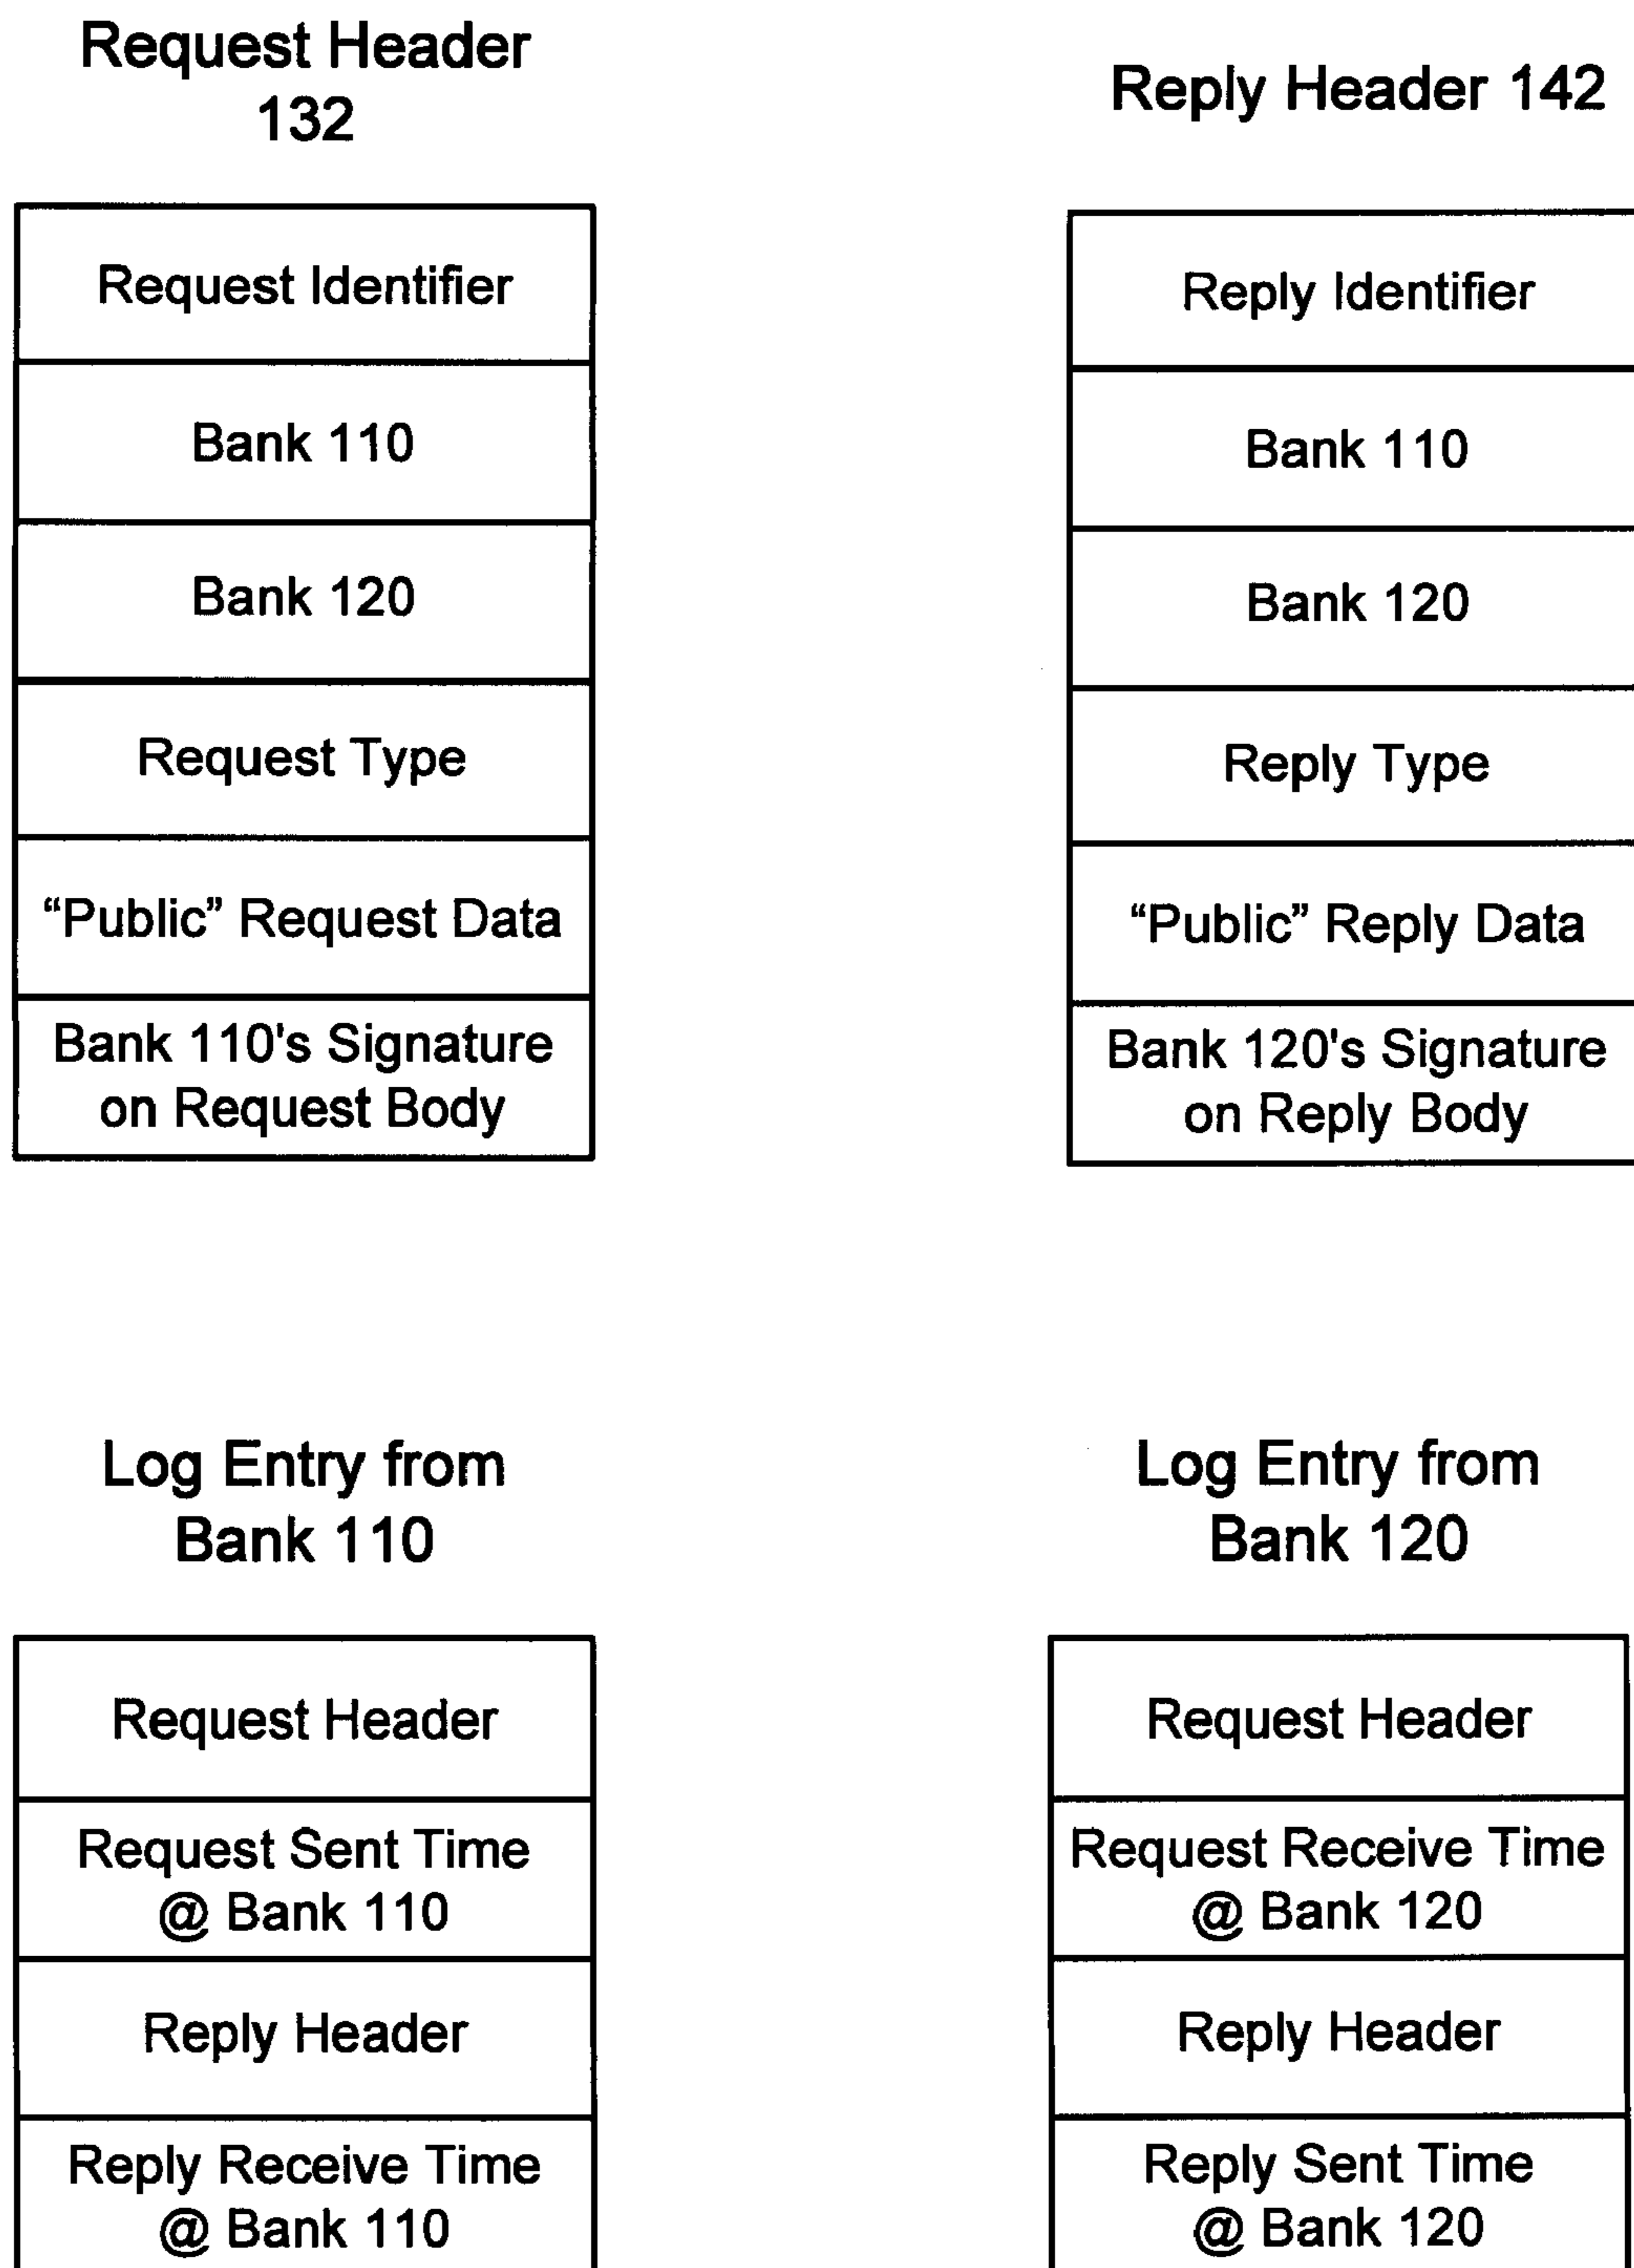 Request Header
132
Request Identifier
Bank 110
Bank 120
Request Type
“Public” Request Data
Bank 110's Signature
on Request Body
Reply Header 142
Reply Identifier
Bank 110
Bank 120
Reply Type
“Public” Reply Data
Bank 120's Signature
on Reply Body
Log Entry from
Bank 110
Request Header
Request Sent Time
@ Bank 110
Reply Header
Reply Receive Time
@ Bank 110
Log Entry from
Bank 120
Request Header
Request Receive Time
@ Bank 120
Reply Header
Reply Sent Time
@ Bank 120